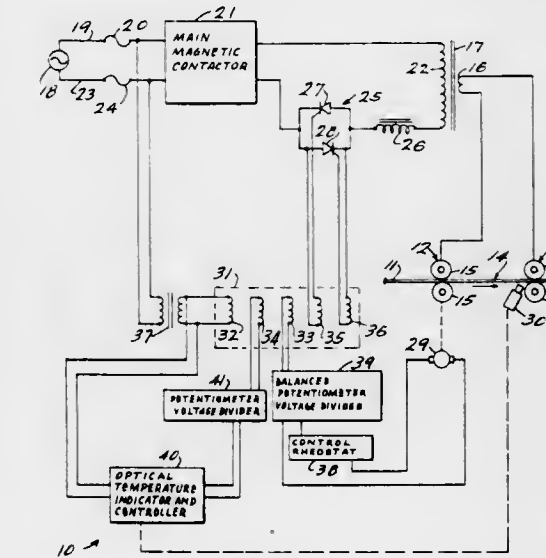 19
20
21
MAIN
MAGNETIC
CONTACTOR
17
22
16
18
23
24
27
25
28
26
12
14
11
15
15
30
31
37
32
34
33
35
36
29
41
POTENTIOMETER
VOLTAGE DIVIDER
39
BALANCED
POTENTIOMETER
VOLTAGE DIVIDED
CONTROL
RHEOSTAT
38
40
OPTICAL
TEMPERATURE
INDICATOR AND
CONTROLLER
10